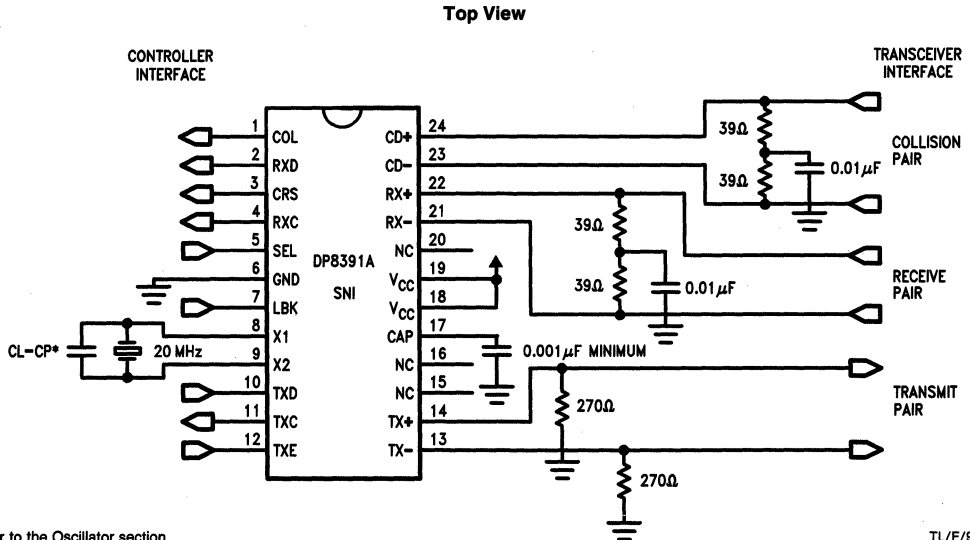 Top View
CONTROLLER
INTERFACE
TRANSCEIVER
INTERFACE
1 COL
2 RXD
3 CRS
4 RXC
5 SEL
6 GND
7 LBK
8 X1
9 X2
10 TXD
11 TXC
12 TXE
DP8391A
SNI
CD+ 24
CD- 23
RX+ 22
RX- 21
NC 20
VCC 19
VCC 18
CAP 17
NC 16
NC 15
TX+ 14
TX- 13
CL-CP*
20 MHz
39Ω
39Ω
0.01μF
COLLISION
PAIR
39Ω
39Ω
0.01μF
RECEIVE
PAIR
0.001μF MINIMUM
270Ω
270Ω
TRANSMIT
PAIR
r to the Oscillator section
TL/F/9